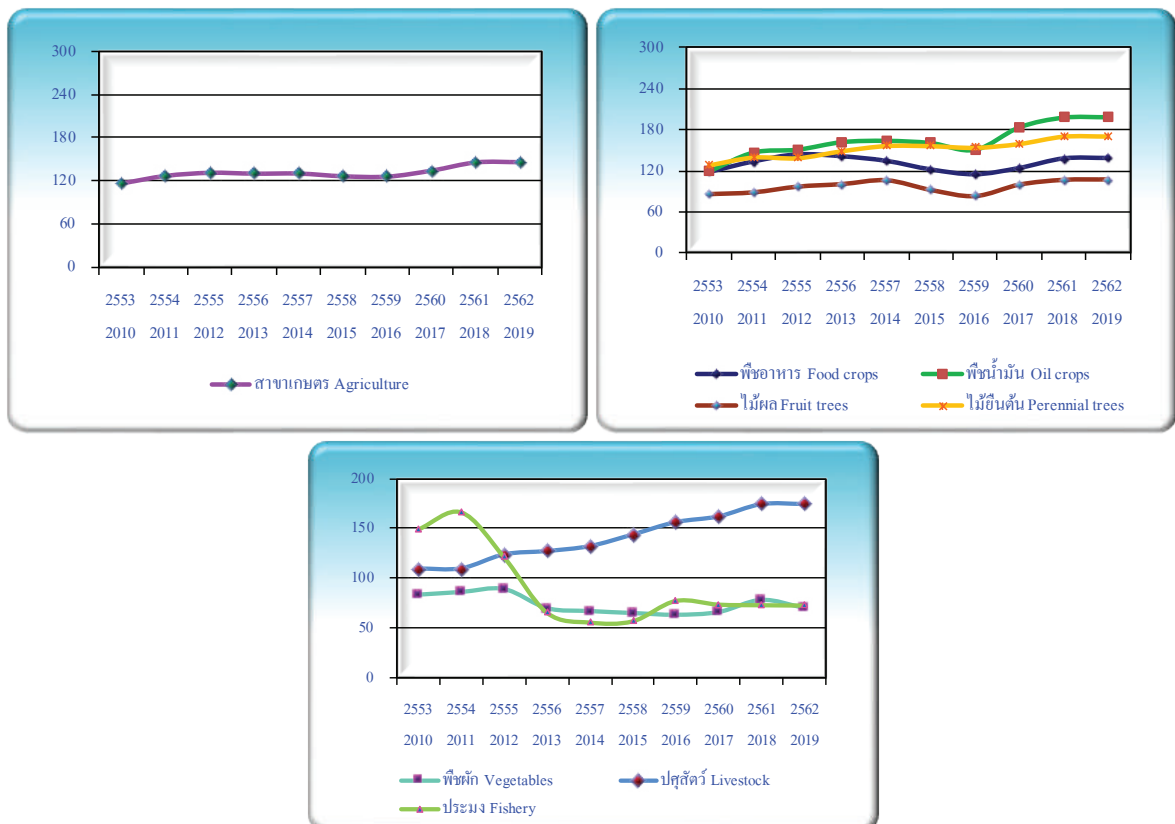 300
240
180
120
60
0
2553 2554 2555 2556 2557 2558 2559 2560 2561 2562
2010 2011 2012 2013 2014 2015 2016 2017 2018 2019
สาขาเกษตร Agriculture
300
240
180
120
60
0
2553 2554 2555 2556 2557 2558 2559 2560 2561 2562
2010 2011 2012 2013 2014 2015 2016 2017 2018 2019
พืชอาหาร Food crops พืชน้ำมัน Oil crops
ไม้ผล Fruit trees ไม้ยืนต้น Perennial trees
200
150
100
50
0
2553 2554 2555 2556 2557 2558 2559 2560 2561 2562
2010 2011 2012 2013 2014 2015 2016 2017 2018 2019
พืชผัก Vegetables ปศุสัตว์ Livestock
ประมง Fishery